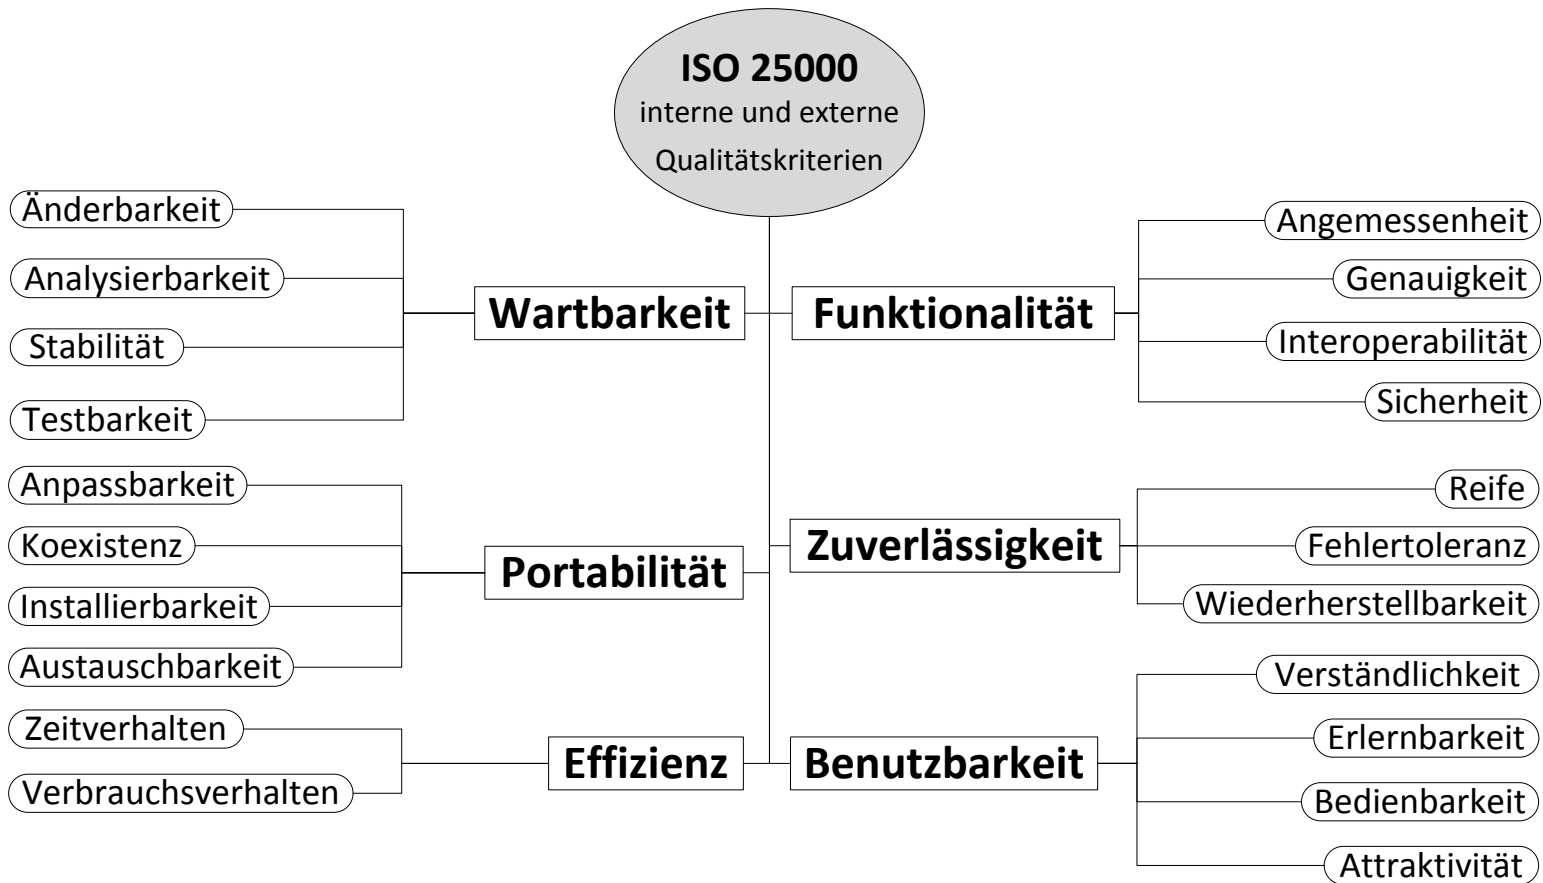 ISO 25000
interne und externe
Qualitätskriterien
Wartbarkeit
Änderbarkeit
Analysierbarkeit
Stabilität
Testbarkeit
Portabilität
Anpassbarkeit
Koexistenz
Installierbarkeit
Austauschbarkeit
Effizienz
Zeitverhalten
Verbrauchsverhalten
Funktionalität
Angemessenheit
Genauigkeit
Interoperabilität
Sicherheit
Zuverlässigkeit
Reife
Fehlertoleranz
Wiederherstellbarkeit
Benutzbarkeit
Verständlichkeit
Erlernbarkeit
Bedienbarkeit
Attraktivität